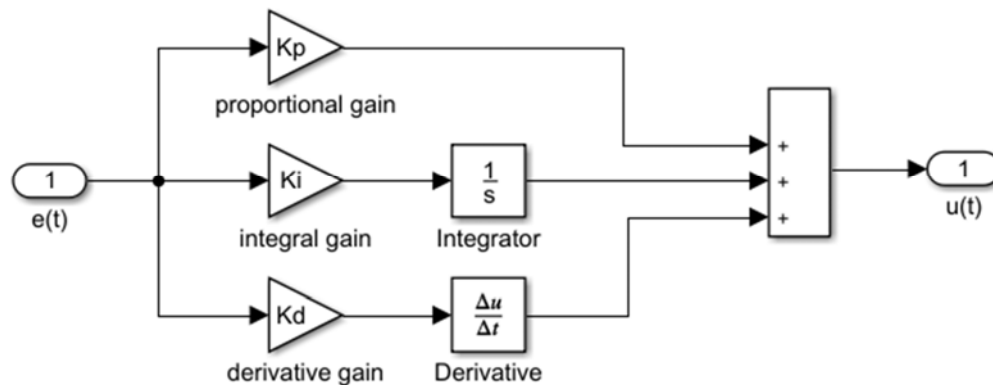 Kp
proportional gain
+
1
e(t)
Ki
integral gain
1
s
Integrator
+
1
u(t)
Kd
derivative gain
Δu
Δt
Derivative
+